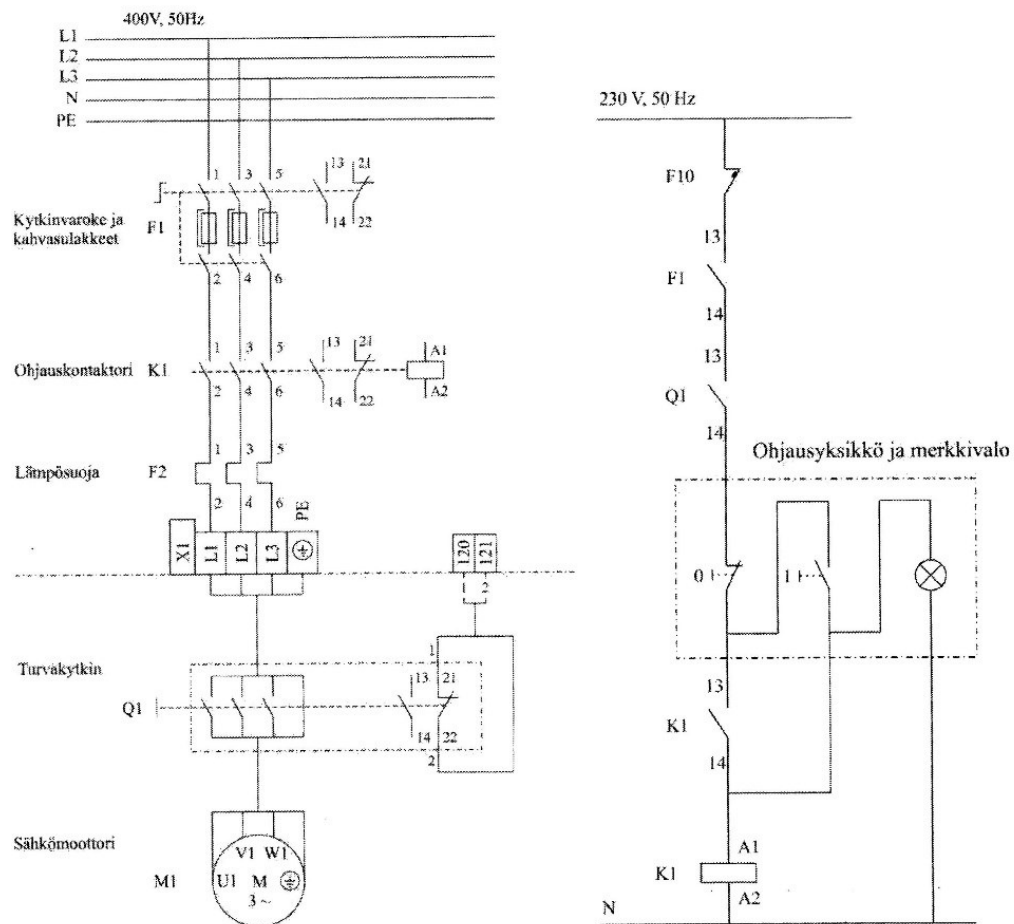 400V, 50Hz
L1
L2
L3
N
PE
1 3 5 13 21
Kytkinvaroke ja
kahvasulakkeet
F1
14 22
2 4 6
1 3 5 13 21 A1
Ohjauskontaktori K1
2 4 6 14 22 A2
1 3 5
Lämpösuoja F2
2 4 6 PE
X1 L1 L2 L3
120 121
2
1
Turvakytkin
13 21
Q1
14 22
2
Sähkömoottori
V1 W1
M1 U1 M
3 ~
230 V, 50 Hz
F10
13
F1
14
13
Q1
14
Ohjausyksikkö ja merkkivalo
0 1
13
K1
14
A1
K1
A2
N